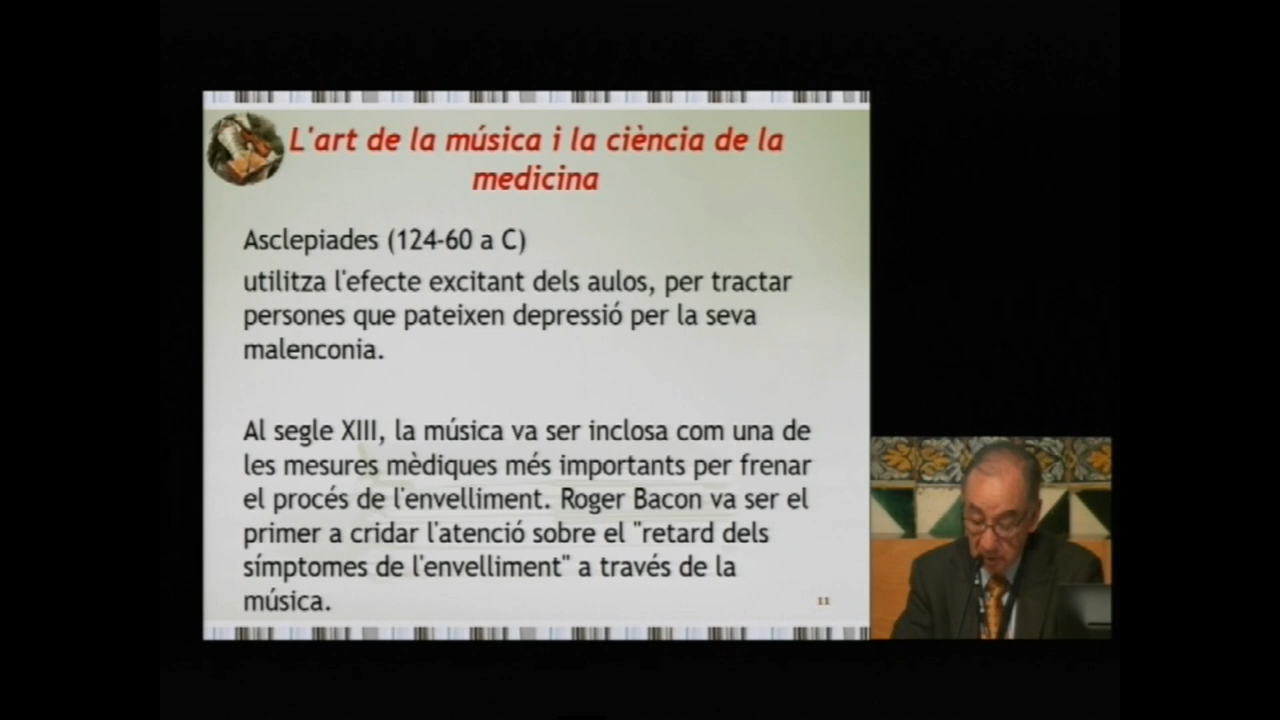 L'art de la música i la ciència de la
medicina
Asclepiades (124-60 a C)
utilitza l'efecte excitant dels aulos, per tractar
persones que pateixen depressió per la seva
malenconia.
Al segle XIII, la música va ser inclosa com una de
les mesures mèdiques més importants per frenar
el procés de l'envelliment. Roger Bacon va ser el
primer a cridar l'atenció sobre el "retard dels
símptomes de l'envelliment" a través de la
música.
11